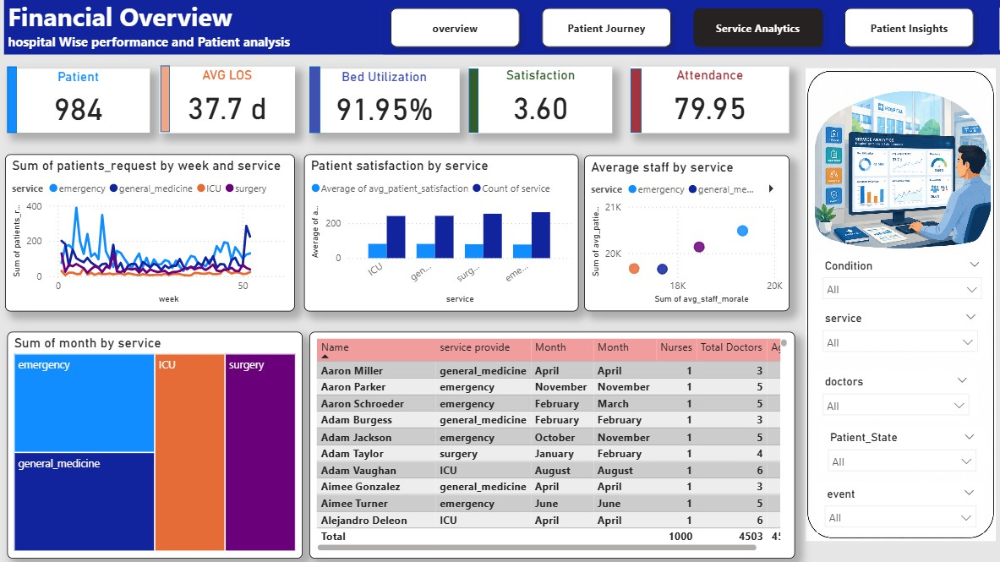 Financial Overview
hospital Wise performance and Patient analysis
overview
Patient Journey
Service Analytics
Patient Insights
Patient
984
AVG LOS
37.7 d
Bed Utilization
91.95%
Satisfaction
3.60
Attendance
79.95
Sum of patients_request by week and service
service emergency general_medicine ICU surgery
Sum of patients_r...
400
200
0
0 50
week
Patient satisfaction by service
Average of avg_patient_satisfaction Count of service
Average of a...
200
0
ICU gen... surg... eme...
service
Average staff by service
service emergency general_me...
Sum of avg_patie...
21K
20K
18K 20K
Sum of avg_staff_morale
HOSPITAL
SERVICE ANALYTICS
Condition
All
service
All
doctors
All
Patient_State
All
event
All
Sum of month by service
emergency
general_medicine
ICU
surgery
Name service provide Month Month Nurses Total Doctors
Aaron Miller general_medicine April April 1 3
Aaron Parker emergency November November 1 5
Aaron Schroeder emergency February March 1 5
Adam Burgess general_medicine February February 1 3
Adam Jackson emergency October November 1 5
Adam Taylor surgery January February 1 4
Adam Vaughan ICU August August 1 6
Aimee Gonzalez general_medicine April April 1 3
Aimee Turner emergency June June 1 5
Alejandro Deleon ICU April April 1 6
Total 1000 4503